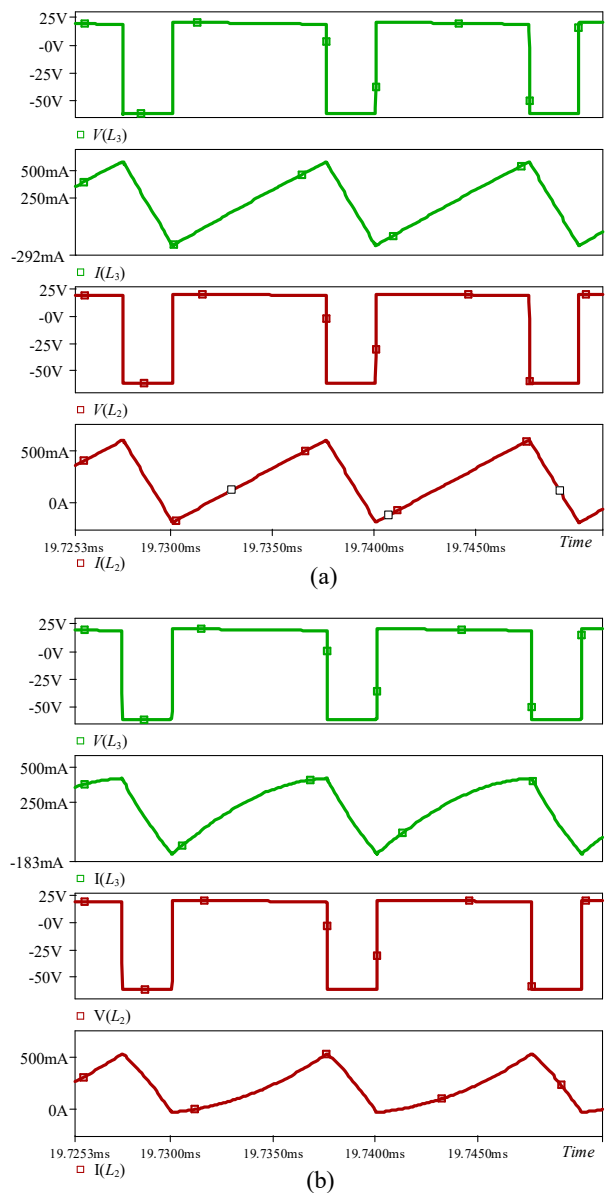 25V
-0V
-25V
-50V
V(L3)
500mA
250mA
-292mA
I(L3)
25V
-0V
-25V
-50V
V(L2)
500mA
0A
19.7253ms 19.7300ms 19.7350ms 19.7400ms 19.7450ms Time
I(L2)
(a)
25V
-0V
-25V
-50V
V(L3)
500mA
250mA
-183mA
I(L3)
25V
-0V
-25V
-50V
V(L2)
500mA
0A
19.7253ms 19.7300ms 19.7350ms 19.7400ms 19.7450ms Time
I(L2)
(b)